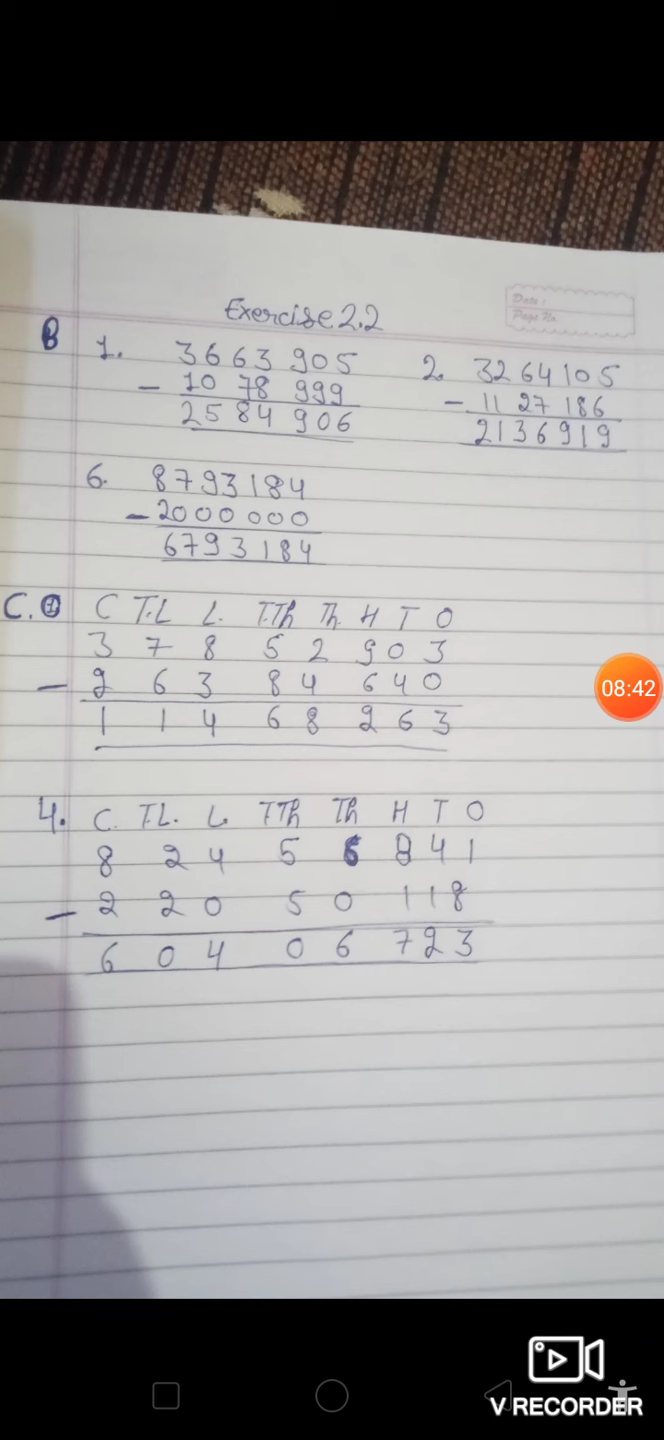 Exercise 2.2
Date :
Page No.
B 1. 3663905
- 1078999
2584906
2. 3264105
- 1127186
2136919
6. 8793184
- 2000000
6793184
C. 1 C T.L L. T.Th Th. H T O
3 7 8 5 2 9 0 3
- 2 6 3 8 4 6 4 0
1 1 4 6 8 2 6 3
08:42
4. C. T.L. L. T Th Th H T O
8 2 4 5 6 8 4 1
- 2 2 0 5 0 1 1 8
6 0 4 0 6 7 2 3
V RECORDER